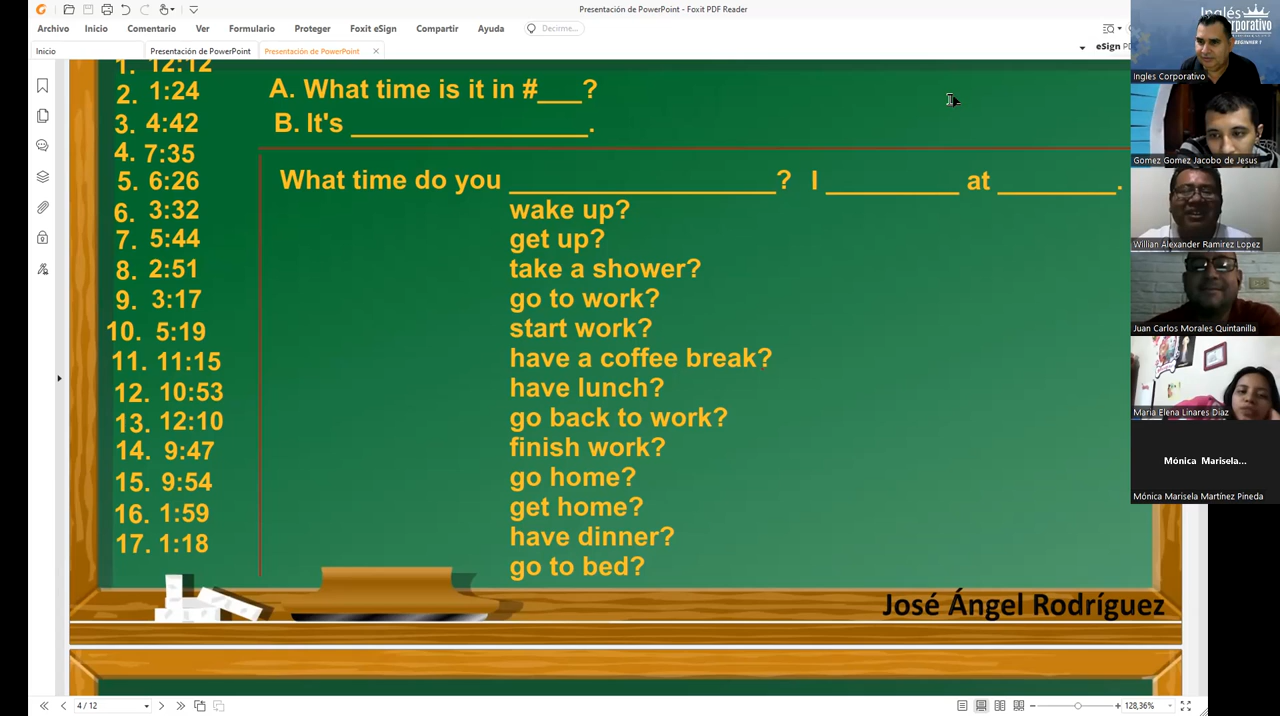 Presentación de PowerPoint - Foxit PDF Reader
Archivo Inicio Comentario Ver Formulario Proteger Foxit eSign Compartir Ayuda Decirme...
Inicio Presentación de PowerPoint Presentación de PowerPoint
eSign
1. 12:12
2. 1:24
3. 4:42
4. 7:35
5. 6:26
6. 3:32
7. 5:44
8. 2:51
9. 3:17
10. 5:19
11. 11:15
12. 10:53
13. 12:10
14. 9:47
15. 9:54
16. 1:59
17. 1:18
A. What time is it in #___?
B. It's ________________.
What time do you __________________? I _________ at ________.
wake up?
get up?
take a shower?
go to work?
start work?
have a coffee break?
have lunch?
go back to work?
finish work?
go home?
get home?
have dinner?
go to bed?
José Ángel Rodríguez
Inglés
BEGINNER 1
Ingles Corporativo
Gomez Gomez Jacobo de Jesus
Willian Alexander Ramirez Lopez
Juan Carlos Morales Quintanilla
Maria Elena Linares Diaz
Mónica Marisela...
Mónica Marisela Martínez Pineda
4 / 12
128,36%